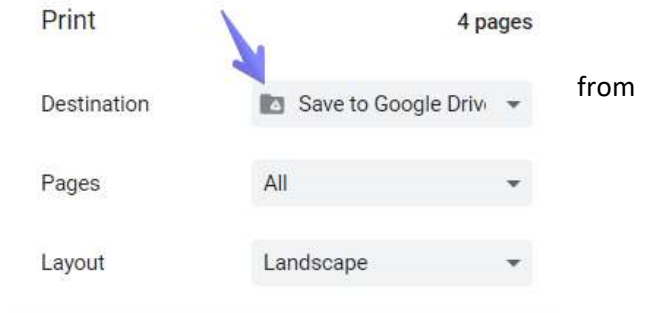 Print 4 pages
Destination Save to Google Driv from
Pages All
Layout Landscape